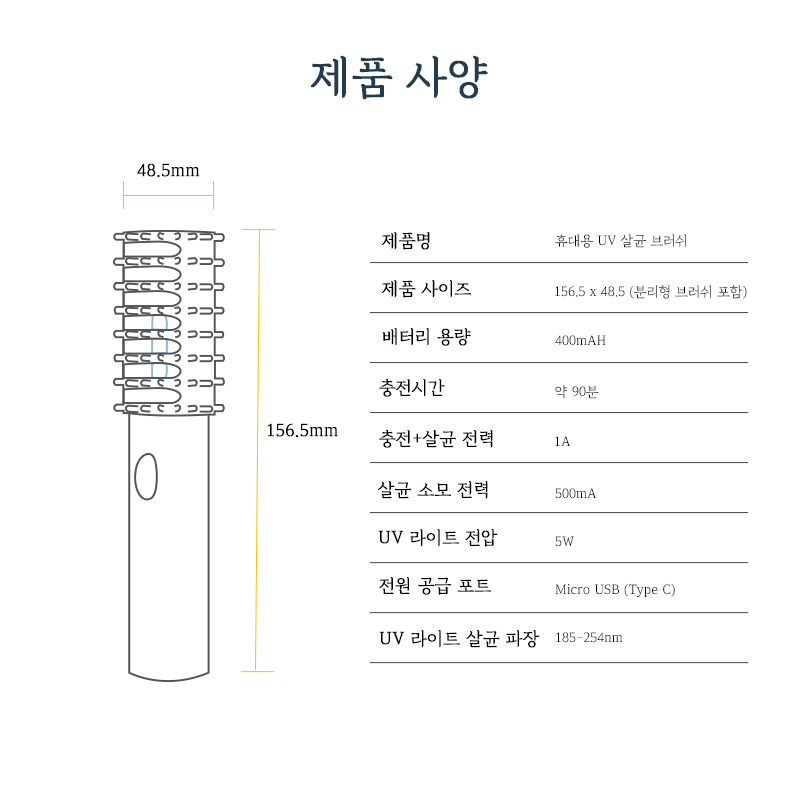 제품 사양
48.5mm
156.5mm
제품명 휴대용 UV 살균 브러쉬
제품 사이즈 156.5 x 48.5 (분리형 브러쉬 포함)
배터리 용량 400mAH
충전시간 약 90분
충전+살균 전력 1A
살균 소모 전력 500mA
UV 라이트 전압 5W
전원 공급 포트 Micro USB (Type C)
UV 라이트 살균 파장 185-254nm